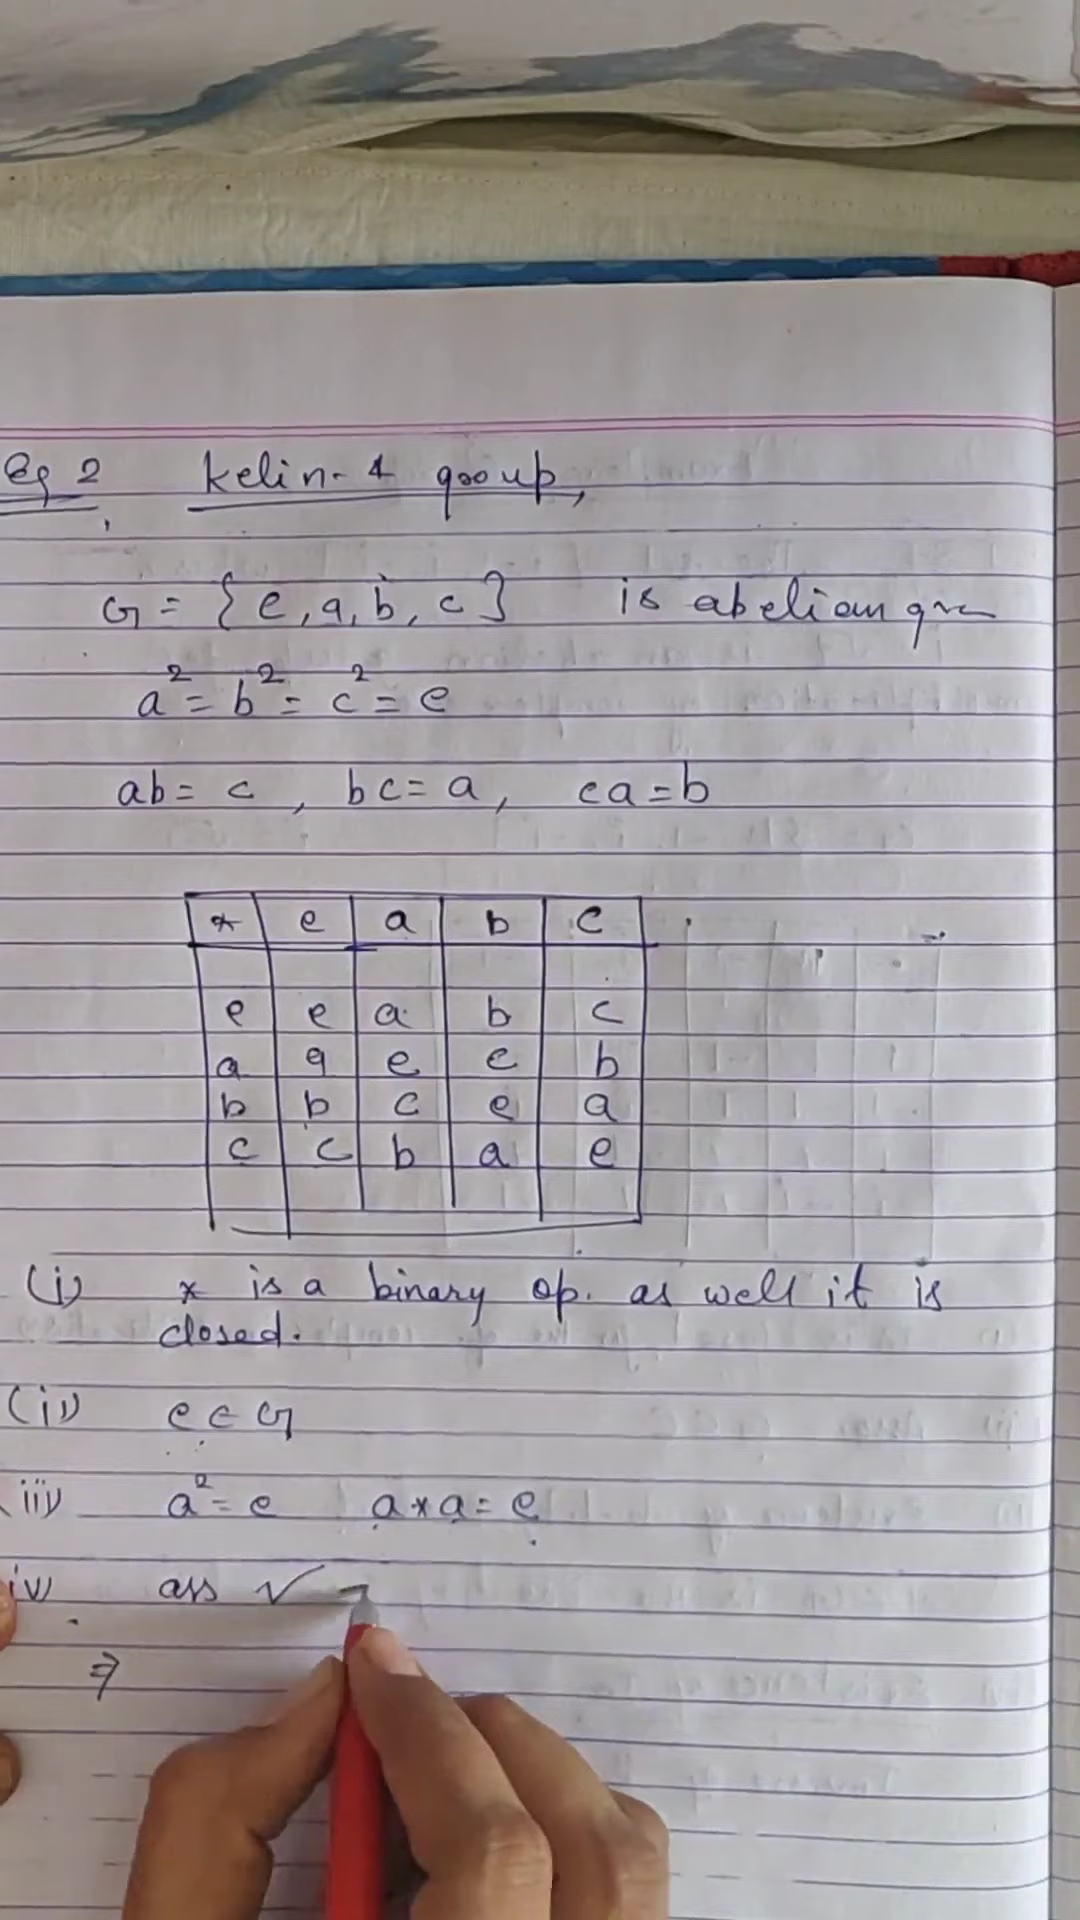 Eg 2 Kelin-4 group,
G = {e, a, b, c} is abelian
a² = b² = c² = e
ab = c , bc = a, ca = b
* e a b c
e e a b c
a a e c b
b b c e a
c c b a e
(i) * is a binary op. as well it is
closed.
(ii) e ∈ G
iii) a² = e a * a = e
iv) ass ✓
⇒